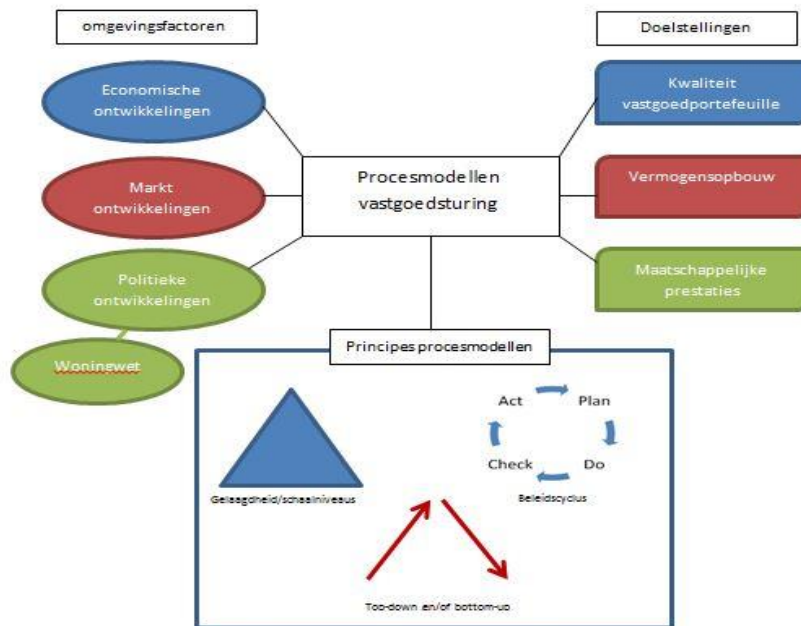 omgevingsfactoren
Doelstellingen
Economische
ontwikkelingen
Kwaliteit
vastgoedportefeuille
Procesmodellen
vastgoedsturing
Markt
ontwikkelingen
Vermogensopbouw
Politieke
ontwikkelingen
Maatschappelijke
prestaties
Woningwet
Principes procesmodellen
Act
Plan
Check
Do
Gelaagdheid/schaalniveaus
Beleidscyclus
Top-down en/of bottom-up